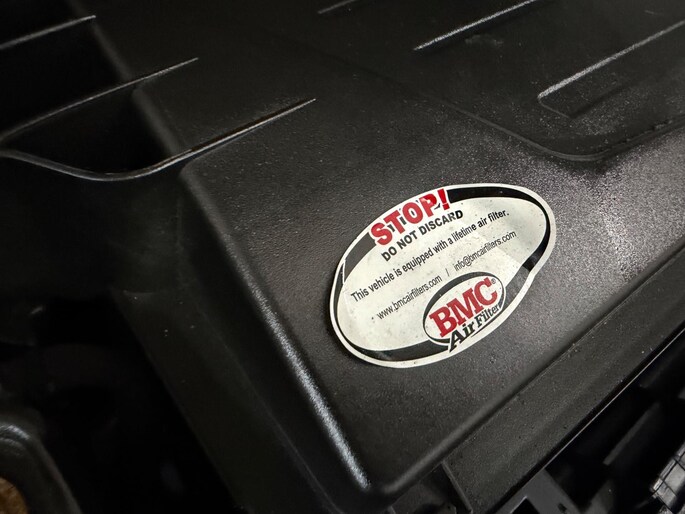 STOP!
DO NOT DISCARD
This vehicle is equipped with a lifetime air filter.
www.bmcairfilters.com | info@bmcairfilters.com
BMC®
Air Filters